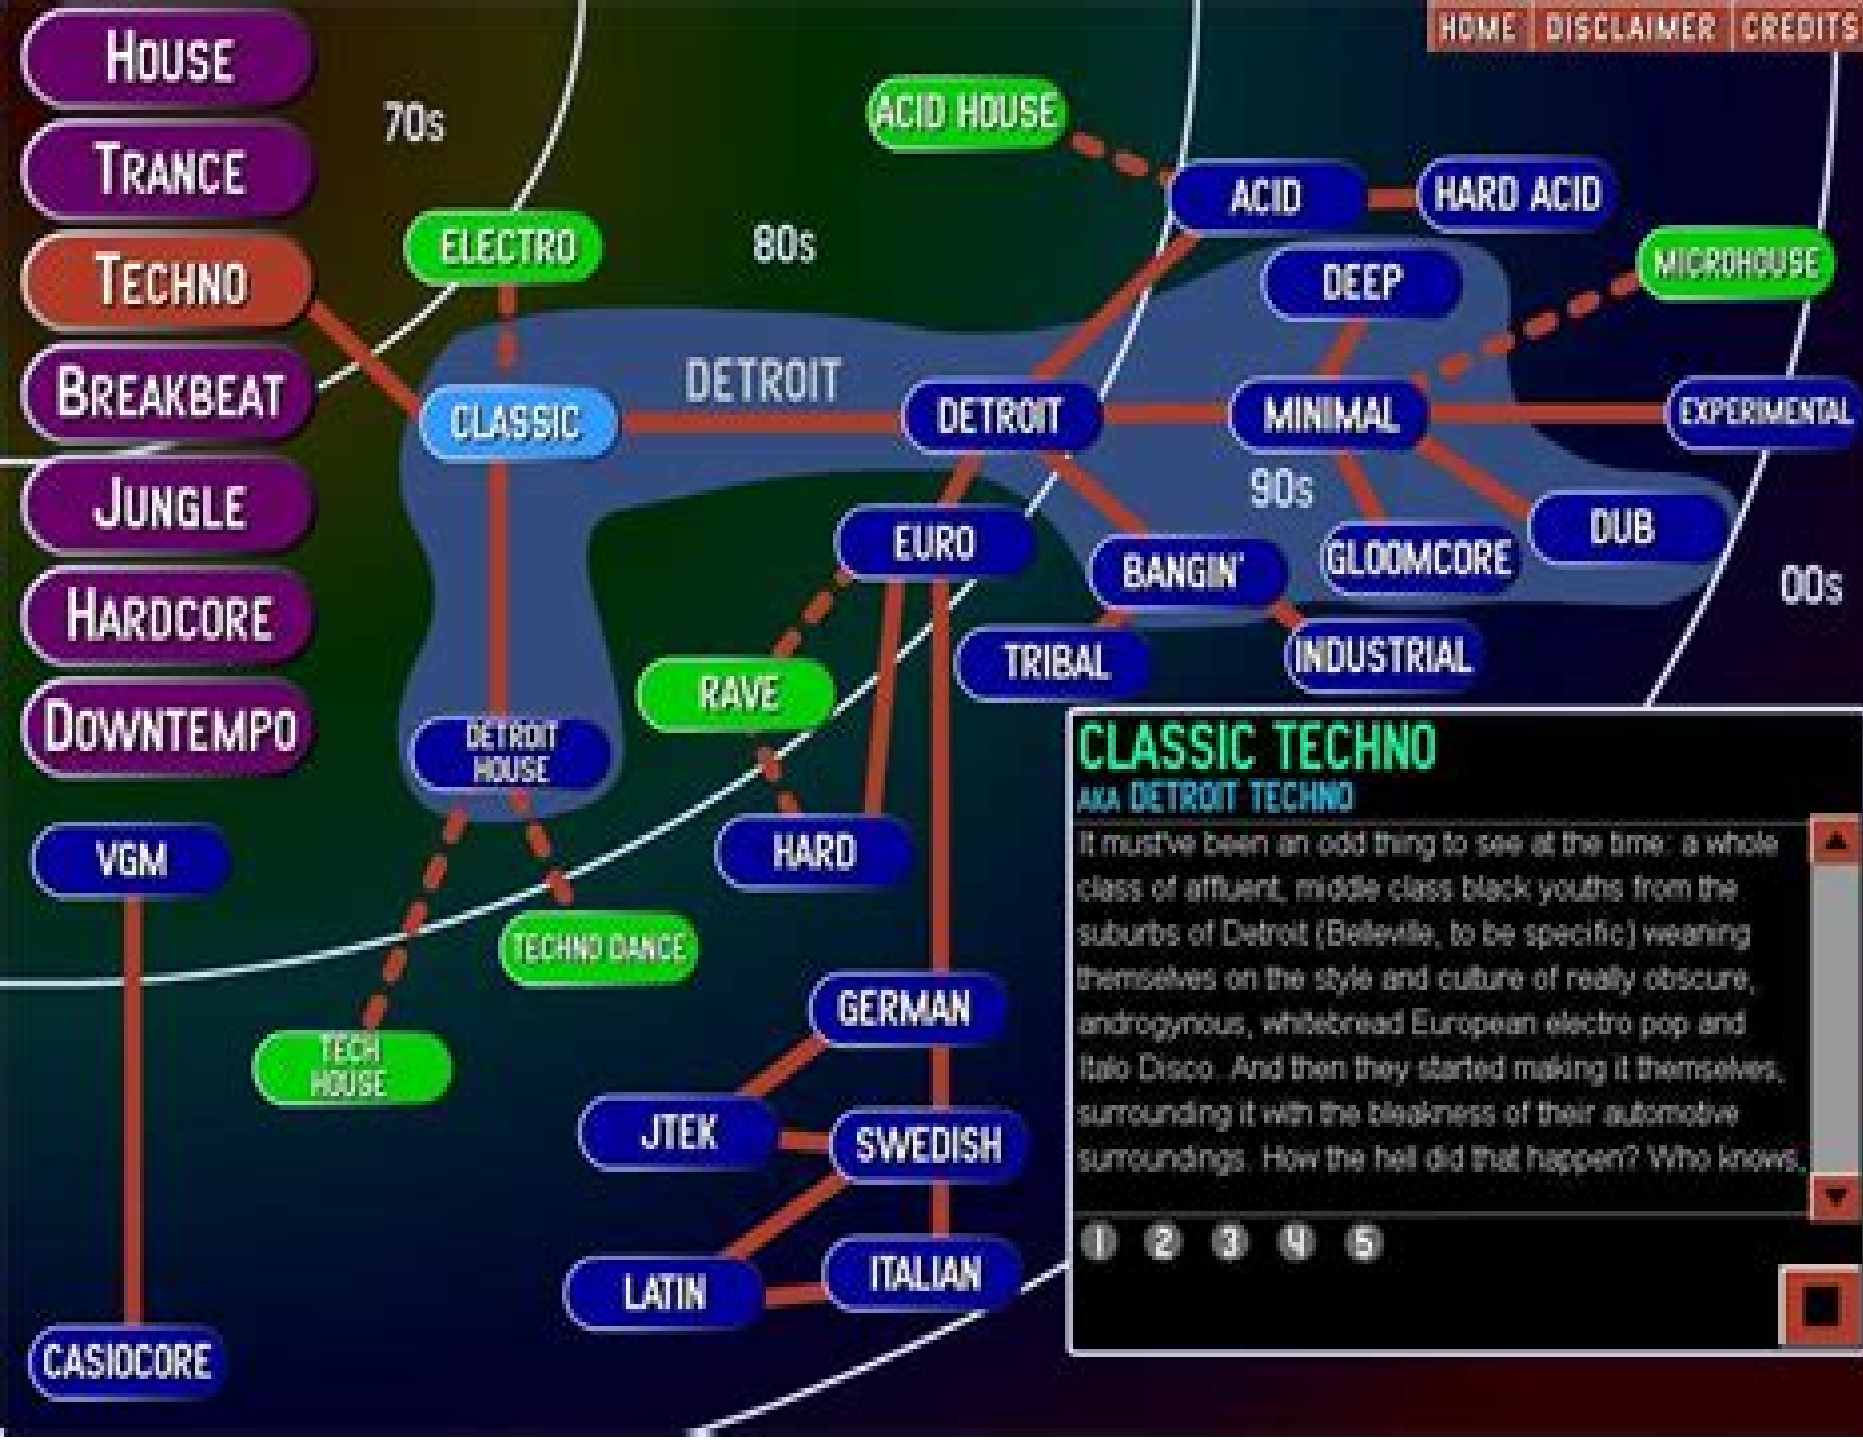 HOME DISCLAIMER CREDITS
HOUSE
TRANCE
TECHNO
BREAKBEAT
JUNGLE
HARDCORE
DOWNTEMPO
70s
80s
90s
00s
ACID HOUSE
ACID
HARD ACID
ELECTRO
DEEP
MICROHOUSE
DETROIT
CLASSIC
DETROIT
MINIMAL
EXPERIMENTAL
EURO
BANGIN'
GLOOMCORE
DUB
TRIBAL
INDUSTRIAL
RAVE
DETROIT
HOUSE
HARD
VGM
TECHNO DANCE
TECH
HOUSE
GERMAN
JTEK
SWEDISH
LATIN
ITALIAN
CASIOCORE
CLASSIC TECHNO
AKA DETROIT TECHNO
It must've been an odd thing to see at the time: a whole
class of affluent, middle class black youths from the
suburbs of Detroit (Belleville, to be specific) weaning
themselves on the style and culture of really obscure,
androgynous, whitebread European electro pop and
Italo Disco. And then they started making it themselves,
surrounding it with the bleakness of their automotive
surroundings. How the hell did that happen? Who knows,
1 2 3 4 5